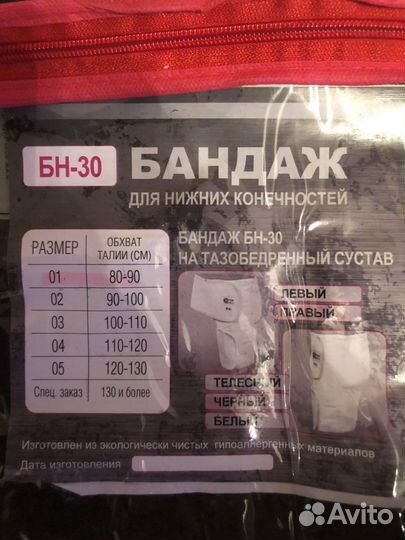 БН-30 БАНДАЖ
ДЛЯ НИЖНИХ КОНЕЧНОСТЕЙ
РАЗМЕР ОБХВАТ ТАЛИИ (СМ)
01 80-90
02 90-100
03 100-110
04 110-120
05 120-130
Спец. заказ 130 и более
БАНДАЖ БН-30
НА ТАЗОБЕДРЕННЫЙ СУСТАВ
ЛЕВЫЙ
ПРАВЫЙ
ТЕЛЕСНЫЙ
ЧЕРНЫЙ
БЕЛЫЙ
Изготовлен из экологически чистых гипоаллергенных материалов
Дата изготовления
Avito